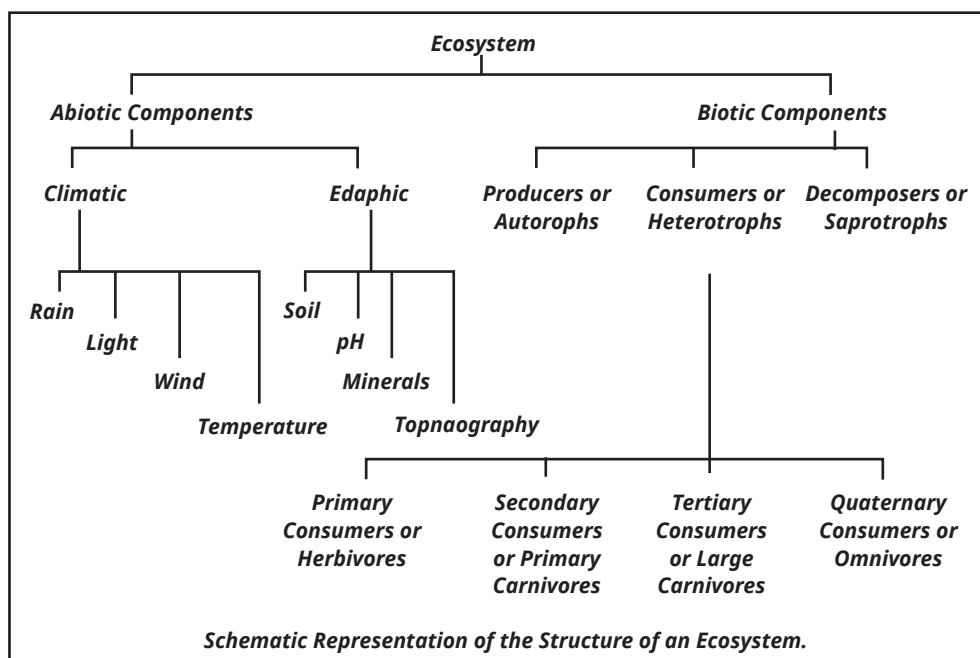 Ecosystem
Abiotic Components
Biotic Components
Climatic
Edaphic
Producers or
Autorophs
Consumers or
Heterotrophs
Decomposers or
Saprotrophs
Rain
Light
Wind
Temperature
Soil
pH
Minerals
Topnaography
Primary
Consumers or
Herbivores
Secondary
Consumers
or Primary
Carnivores
Tertiary
Consumers
or Large
Carnivores
Quaternary
Consumers or
Omnivores
Schematic Representation of the Structure of an Ecosystem.